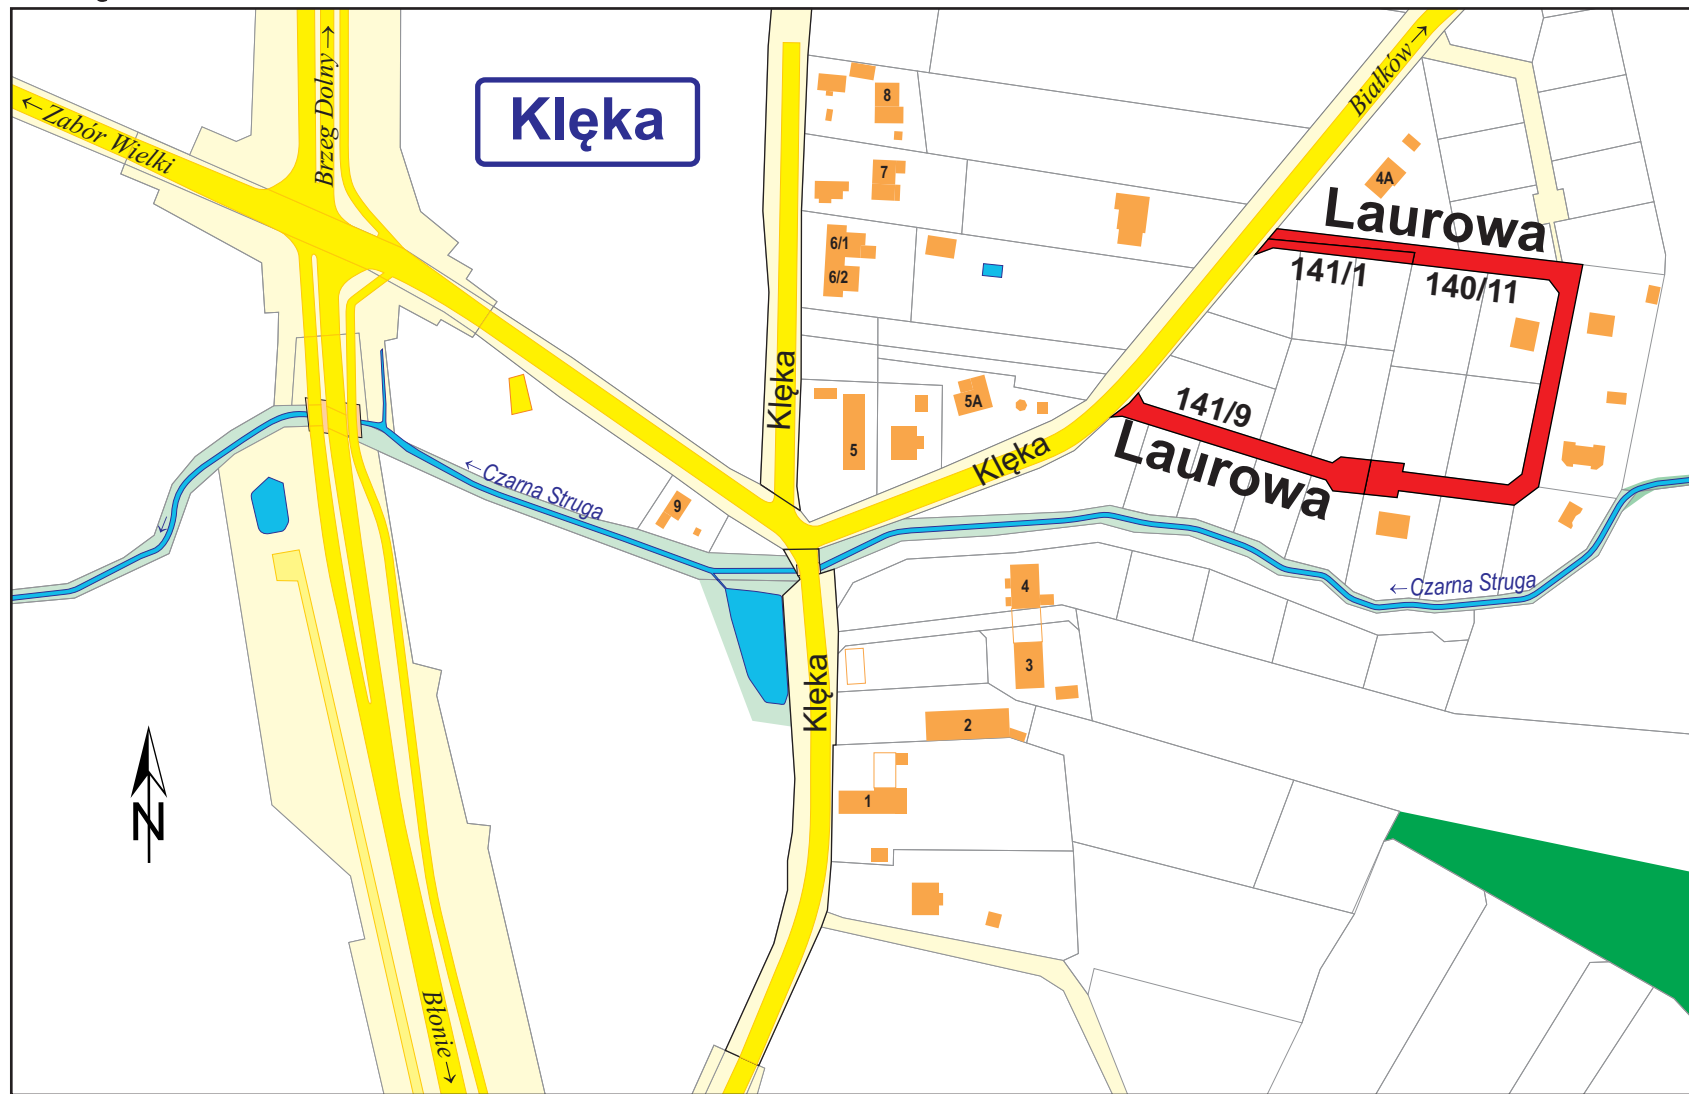 Klęka
← Zabór Wielki
Brzeg Dolny →
Białków →
8
7
6/1
6/2
4A
Laurowa
141/1
140/11
Klęka
5
5A
141/9
Laurowa
Klęka
← Czarna Struga
9
← Czarna Struga
4
3
Klęka
2
1
N
Błonie →